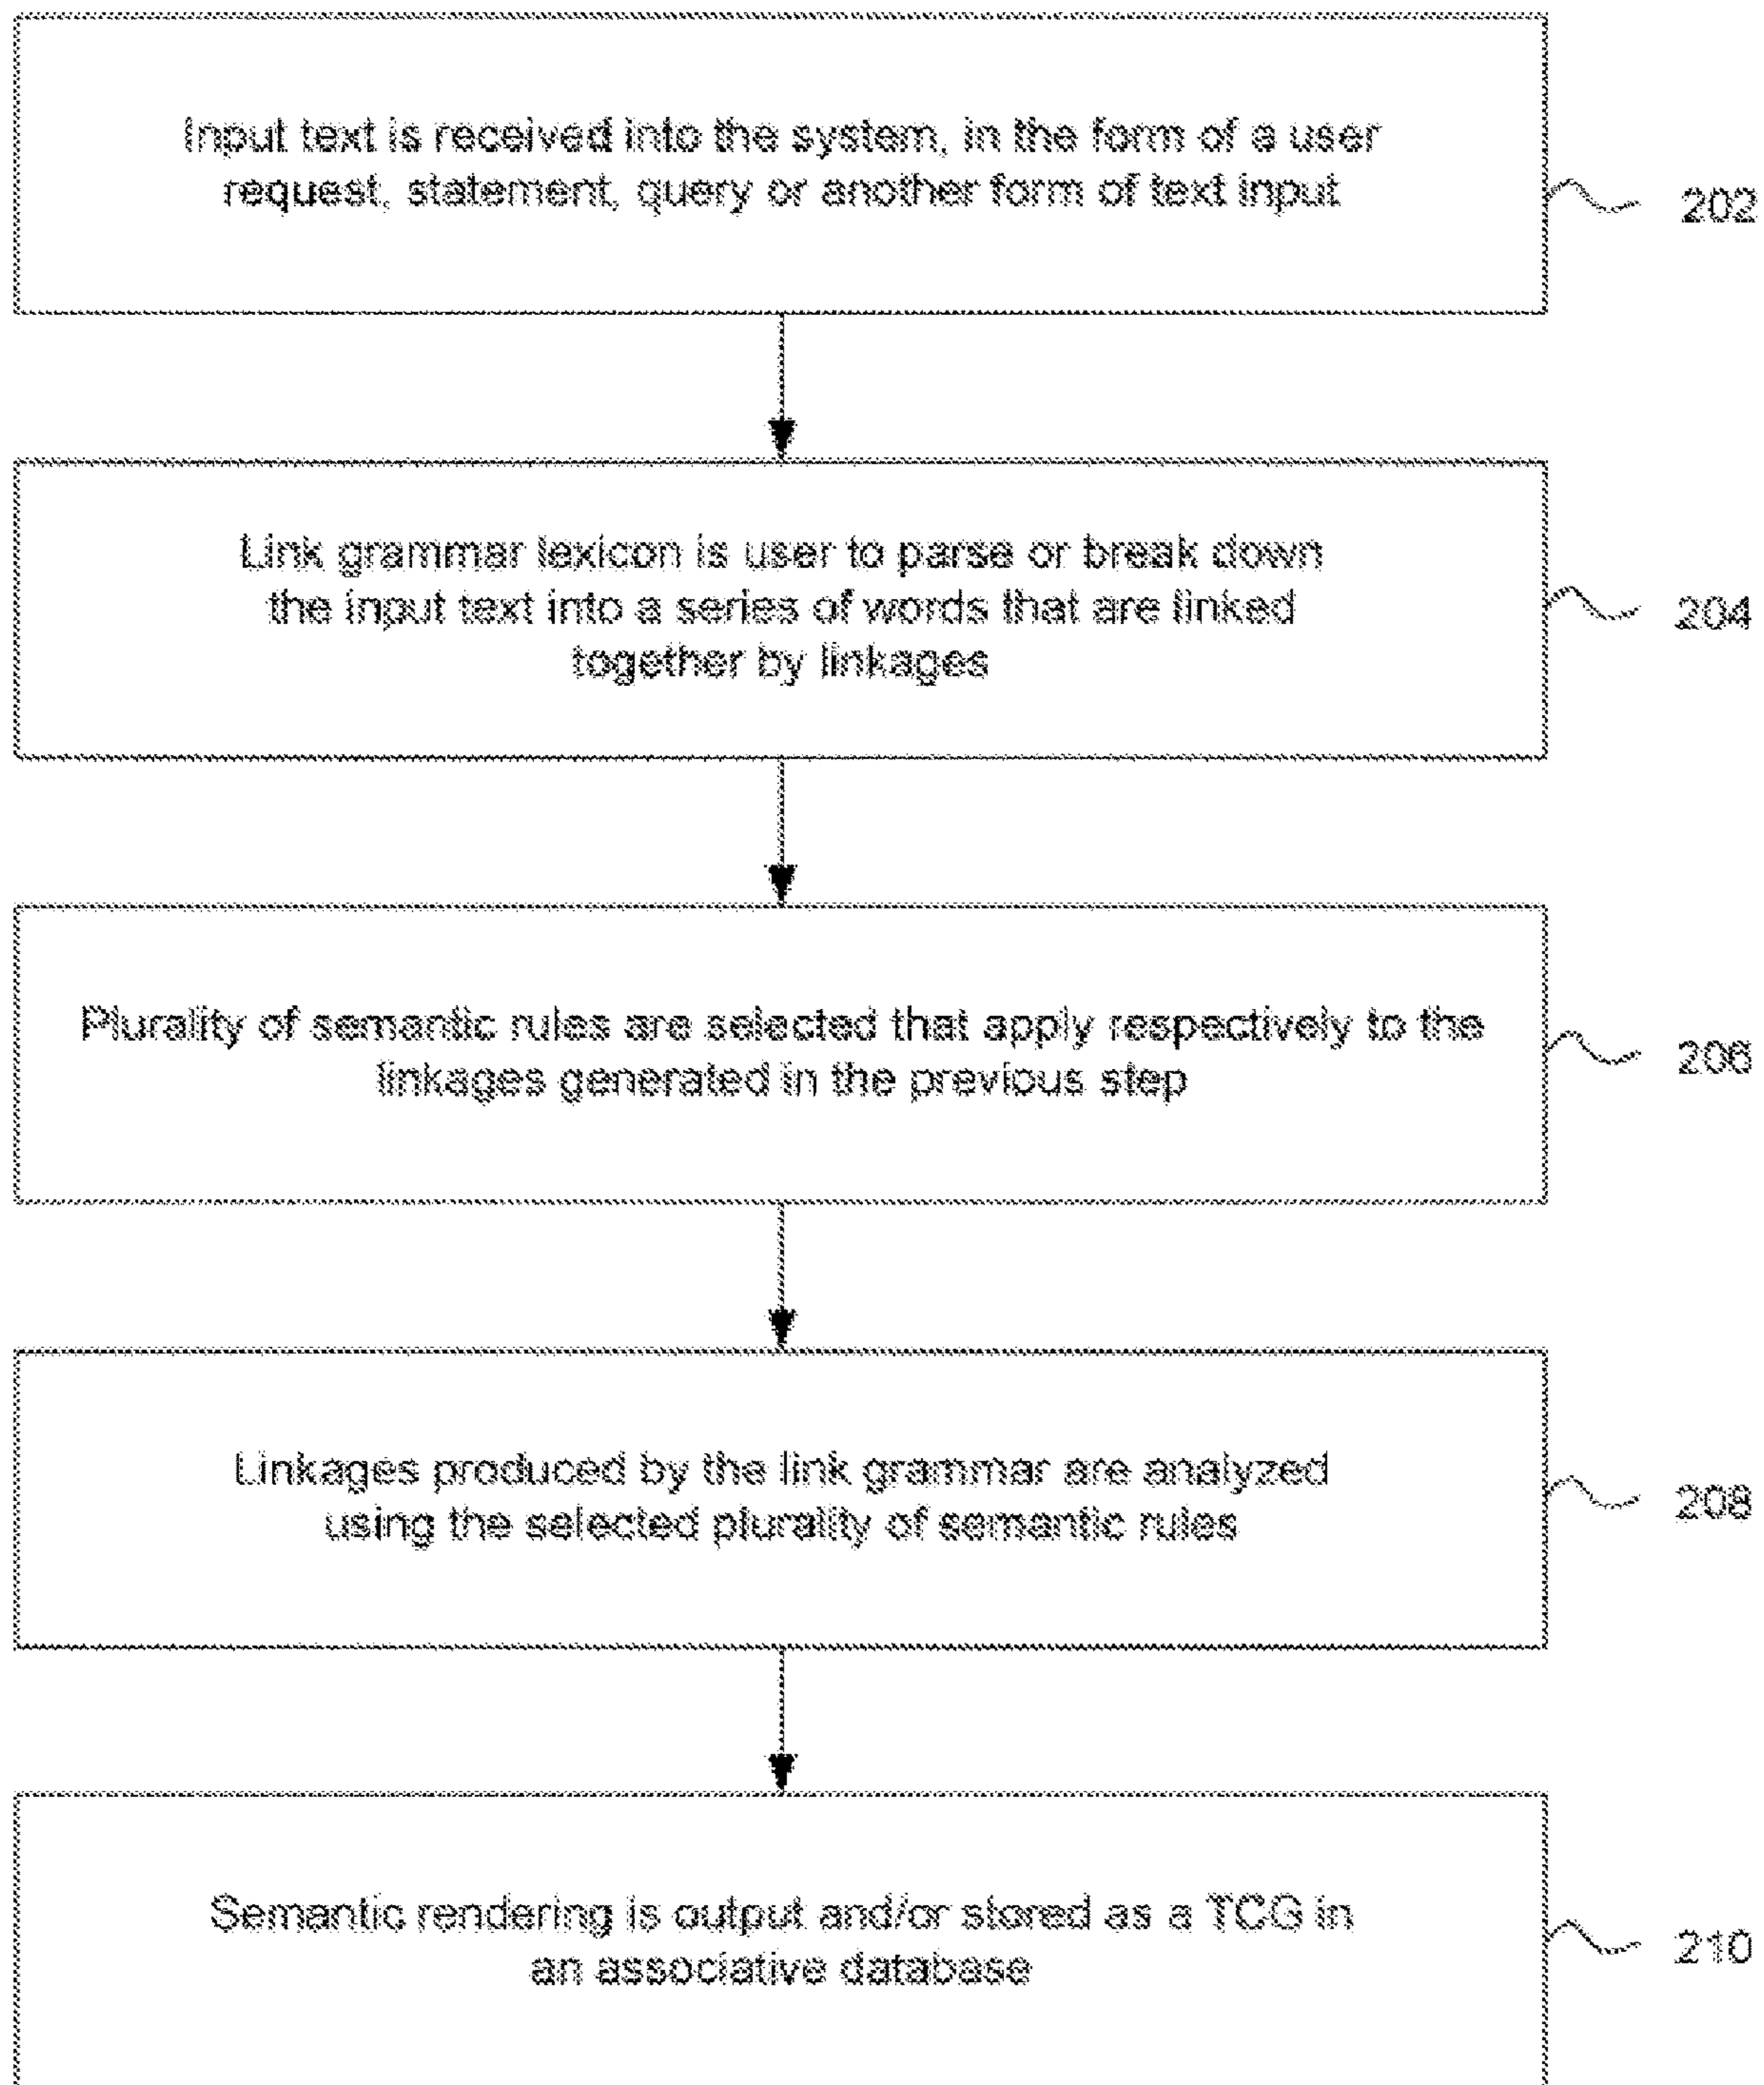 Input text is received into the system, in the form of a user
request, statement, query or another form of text input
202
Link grammar lexicon is user to parse or break down
the input text into a series of words that are linked
together by linkages
204
Plurality of semantic rules are selected that apply respectively to the
linkages generated in the previous step
206
Linkages produced by the link grammar are analyzed
using the selected plurality of semantic rules
208
Semantic rendering is output and/or stored as a TCG in
an associative database
210